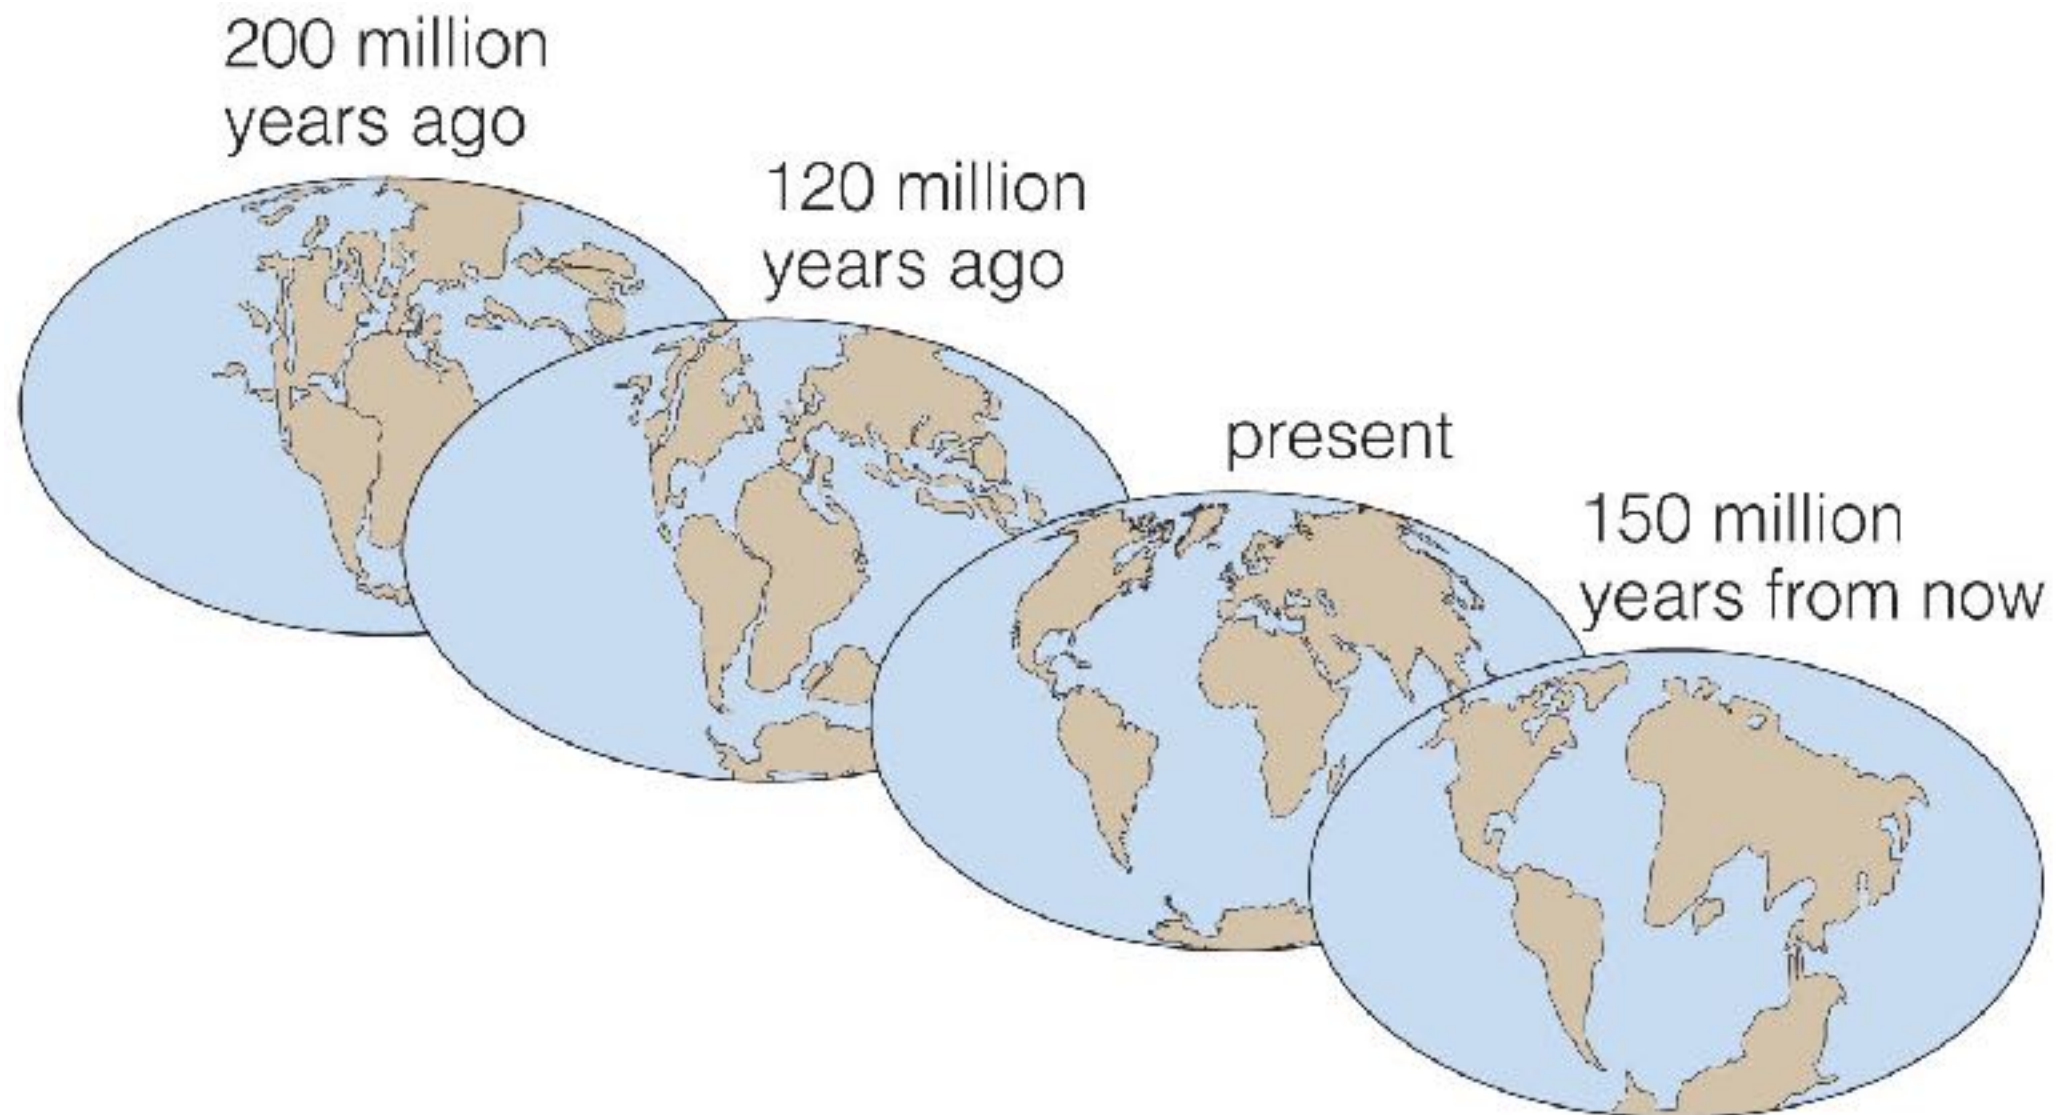 200 million
years ago
120 million
years ago
present
150 million
years from now